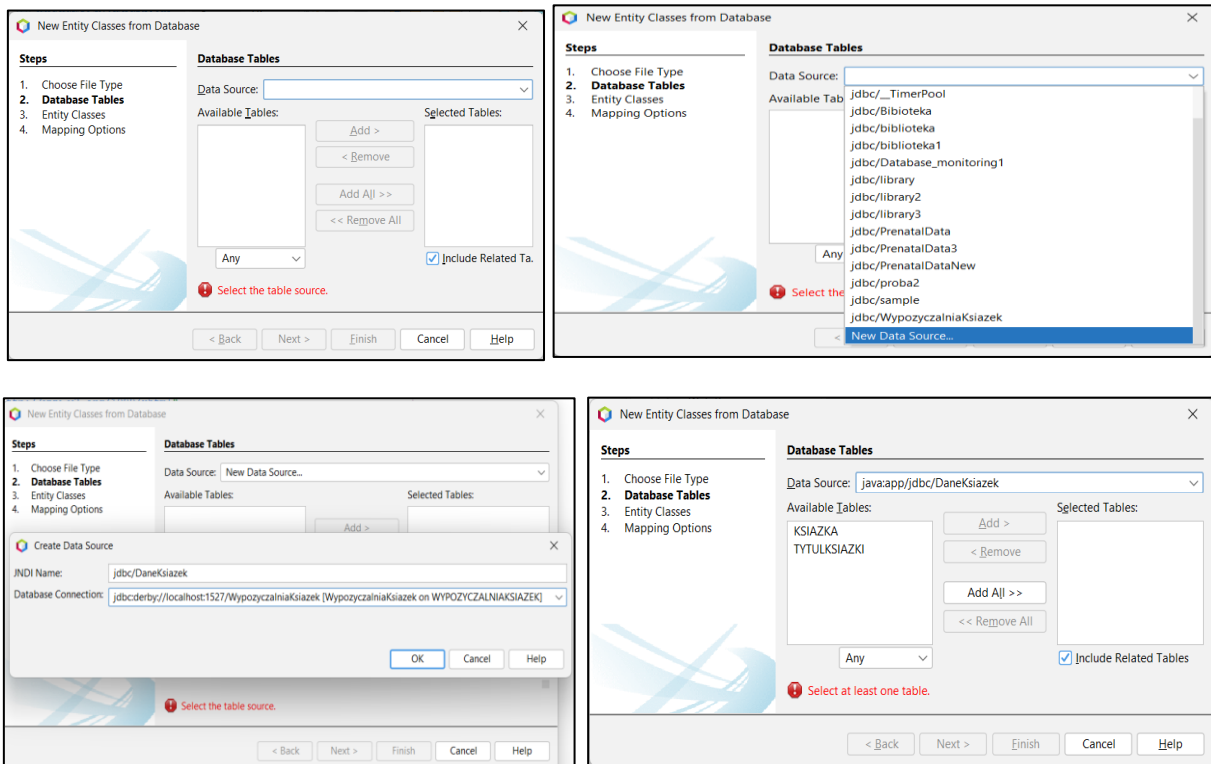 New Entity Classes from Database
Steps
1. Choose File Type
2. Database Tables
3. Entity Classes
4. Mapping Options
Database Tables
Data Source:
Available Tables:
Selected Tables:
Add >
< Remove
Add All >>
<< Remove All
Any
Include Related Ta.
Select the table source.
< Back Next > Finish Cancel Help
New Entity Classes from Database
Steps
1. Choose File Type
2. Database Tables
3. Entity Classes
4. Mapping Options
Database Tables
Data Source:
Available Tab
jdbc/__TimerPool
jdbc/Bibioteka
jdbc/biblioteka
jdbc/biblioteka1
jdbc/Database_monitoring1
jdbc/library
jdbc/library2
jdbc/library3
jdbc/PrenatalData
jdbc/PrenatalData3
jdbc/PrenatalDataNew
jdbc/proba2
jdbc/sample
jdbc/WypozyczalniaKsiazek
New Data Source...
Any
Select the
<
New Entity Classes from Database
Steps
1. Choose File Type
2. Database Tables
3. Entity Classes
4. Mapping Options
Database Tables
Data Source: New Data Source...
Available Tables:
Selected Tables:
Add >
Create Data Source
JNDI Name: jdbc/DaneKsiazek
Database Connection: jdbc:derby://localhost:1527/WypozyczalniaKsiazek [WypozyczalniaKsiazek on WYPOZYCZALNIAKSIAZEK]
OK Cancel Help
Select the table source.
< Back Next > Finish Cancel Help
New Entity Classes from Database
Steps
1. Choose File Type
2. Database Tables
3. Entity Classes
4. Mapping Options
Database Tables
Data Source: java:app/jdbc/DaneKsiazek
Available Tables:
Selected Tables:
KSIAZKA
TYTULKSIAZKI
Add >
< Remove
Add All >>
<< Remove All
Any
Include Related Tables
Select at least one table.
< Back Next > Finish Cancel Help